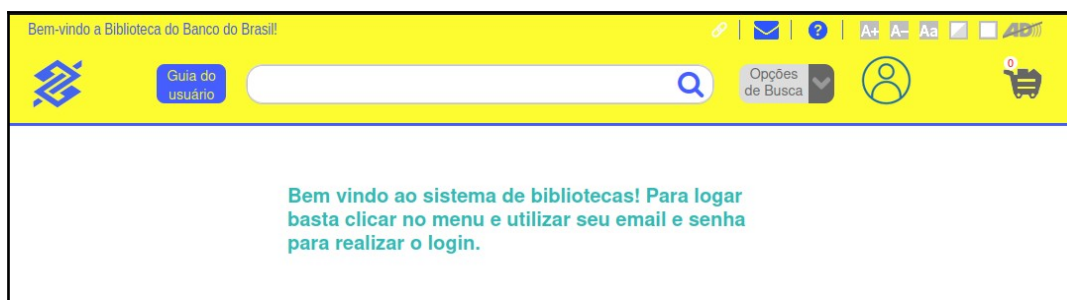 Bem-vindo a Biblioteca do Banco do Brasil!
? A+ A- Aa AD
Guia do
usuário
Opções
de Busca
0
Bem vindo ao sistema de bibliotecas! Para logar
basta clicar no menu e utilizar seu email e senha
para realizar o login.